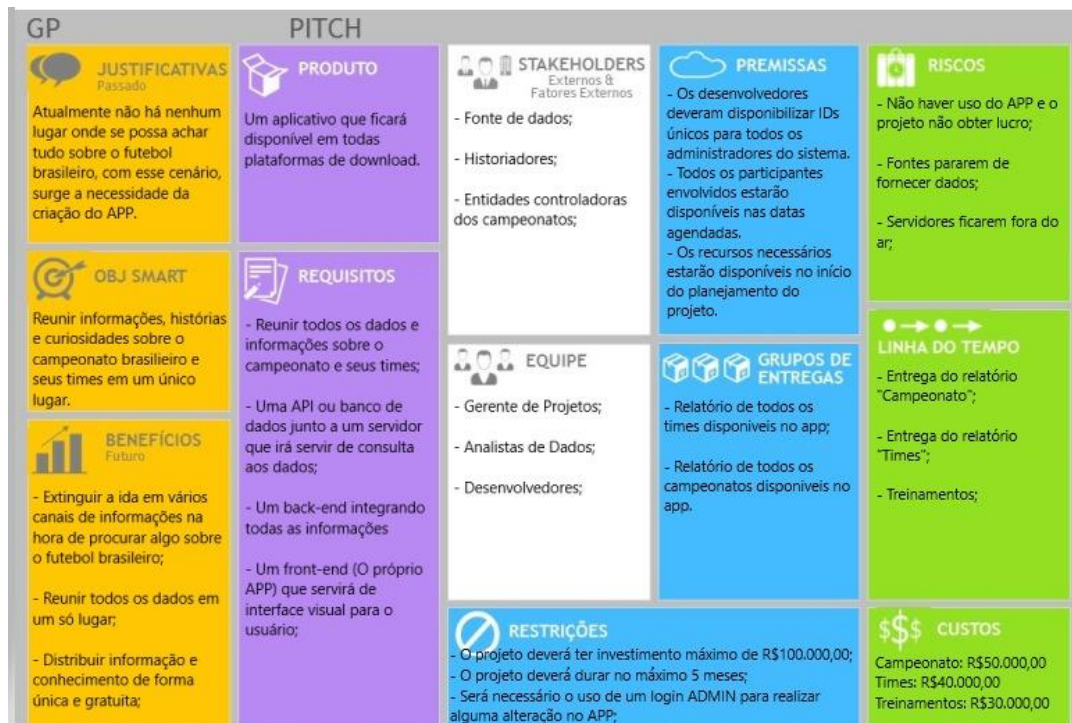 GP
PITCH
JUSTIFICATIVAS
Passado
Atualmente não há nenhum
lugar onde se possa achar
tudo sobre o futebol
brasileiro, com esse cenário,
surge a necessidade da
criação do APP.
OBJ SMART
Reunir informações, histórias
e curiosidades sobre o
campeonato brasilieiro e
seus times em um único
lugar.
BENEFÍCIOS
Futuro
- Extinguir a ida em vários
canais de informações na
hora de procurar algo sobre
o futebol brasileiro;
- Reunir todos os dados em
um só lugar;
- Distribuir informação e
conhecimento de forma
única e gratuita;
PRODUTO
Um aplicativo que ficará
disponível em todas
plataformas de download.
REQUISITOS
- Reunir todos os dados e
informações sobre o
campeonato e seus times;
- Uma API ou banco de
dados junto a um servidor
que irá servir de consulta
aos dados;
- Um back-end integrando
todas as informações
- Um front-end (O próprio
APP) que servirá de
interface visual para o
usuário;
STAKEHOLDERS
Externos &
Fatores Externos
- Fonte de dados;
- Historiadores;
- Entidades controladoras
dos campeonatos;
EQUIPE
- Gerente de Projetos;
- Analistas de Dados;
- Desenvolvedores;
PREMISSAS
- Os desenvolvedores
deveram disponibilizar IDs
únicos para todos os
administradores do sistema.
- Todos os participantes
envolvidos estarão
disponíveis nas datas
agendadas.
- Os recursos necessários
estarão disponíveis no início
do planejamento do
projeto.
GRUPOS DE
ENTREGAS
- Relatório de todos os
times disponiveis no app;
- Relatório de todos os
campeonatos disponiveis no
app.
RESTRIÇÕES
- O projeto deverá ter investimento máximo de R$100.000,00;
- O projeto deverá durar no máximo 5 meses;
- Será necessário o uso de um login ADMIN para realizar
alguma alteração no APP;
RISCOS
- Não haver uso do APP e o
projeto não obter lucro;
- Fontes pararem de
fornecer dados;
- Servidores ficarem fora do
ar;
LINHA DO TEMPO
- Entrega do relatório
"Campeonato";
- Entrega do relatório
"Times";
- Treinamentos;
$$$ CUSTOS
Campeonato: R$50.000,00
Times: R$40.000,00
Treinamentos: R$30.000,00